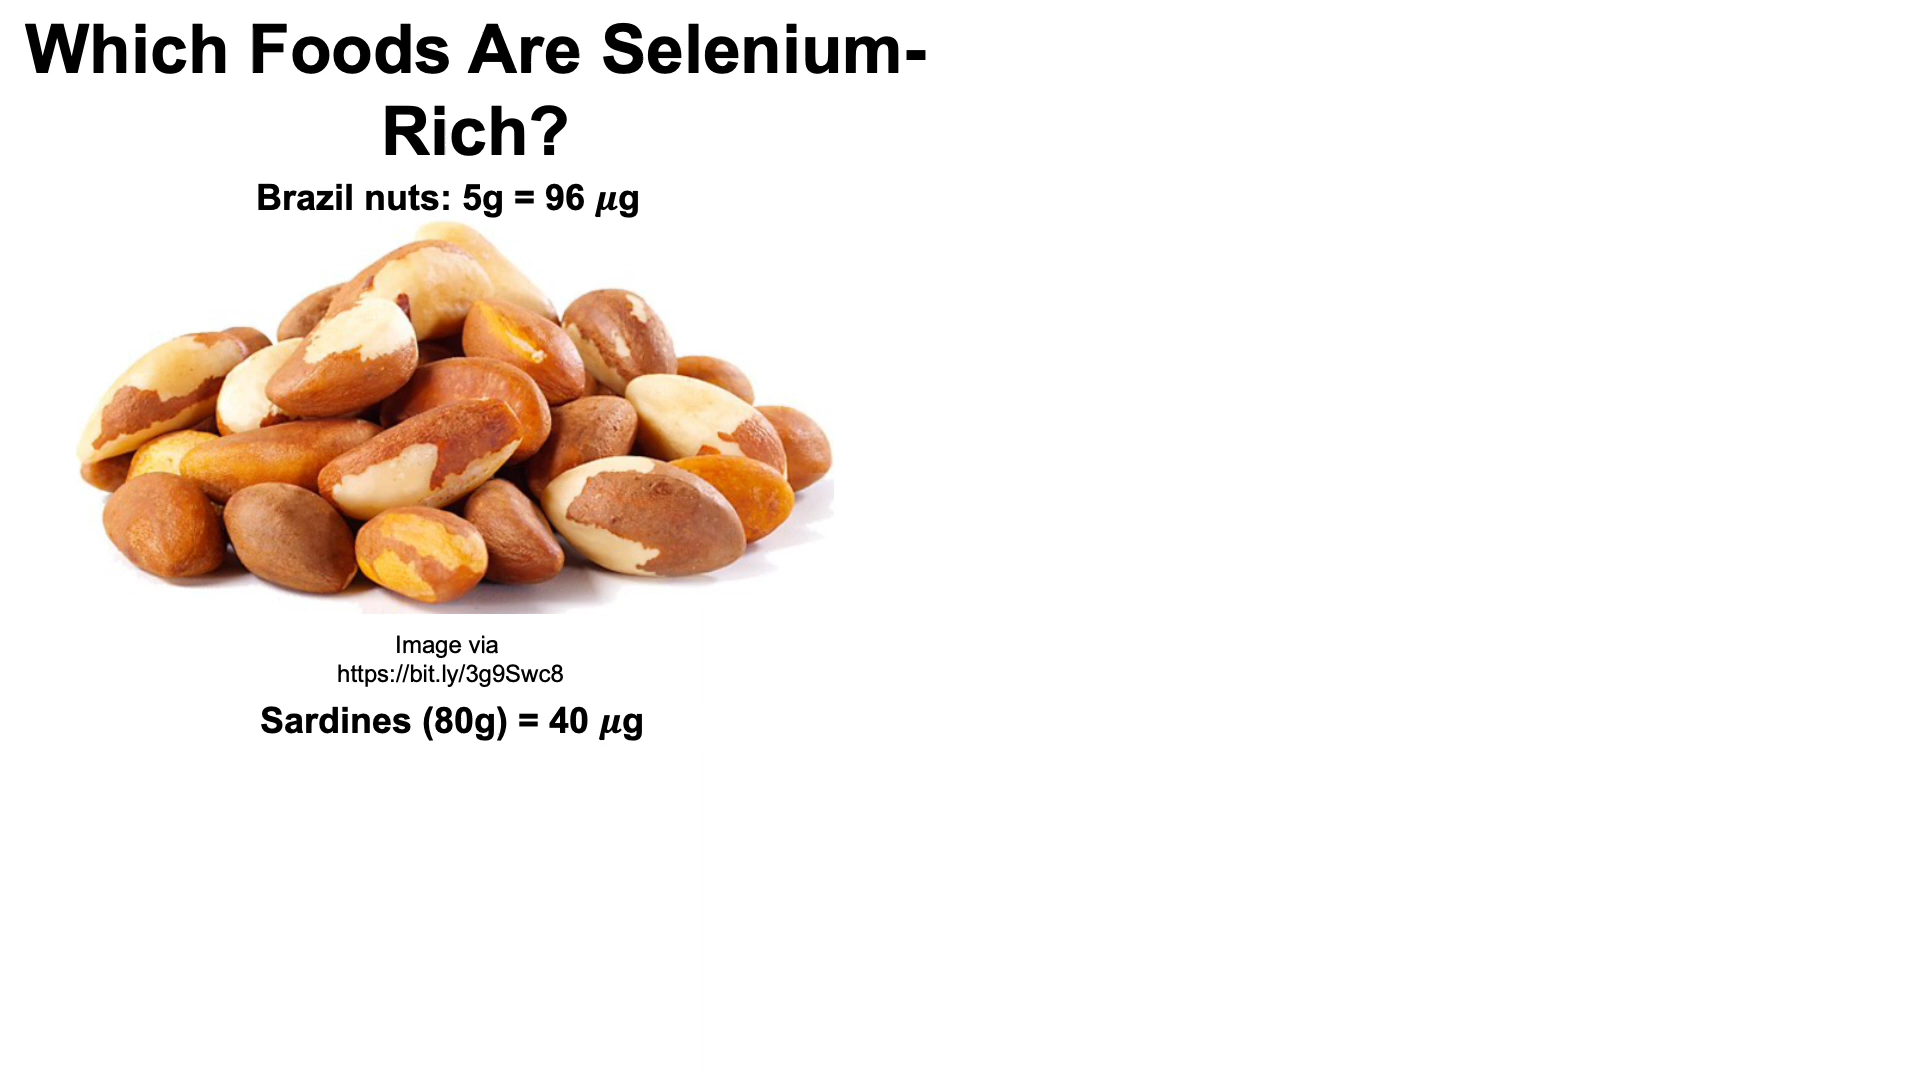 Which Foods Are Selenium-
Rich?
Brazil nuts: 5g = 96 𝝁g
Image via
https://bit.ly/3g9Swc8
Sardines (80g) = 40 𝝁g